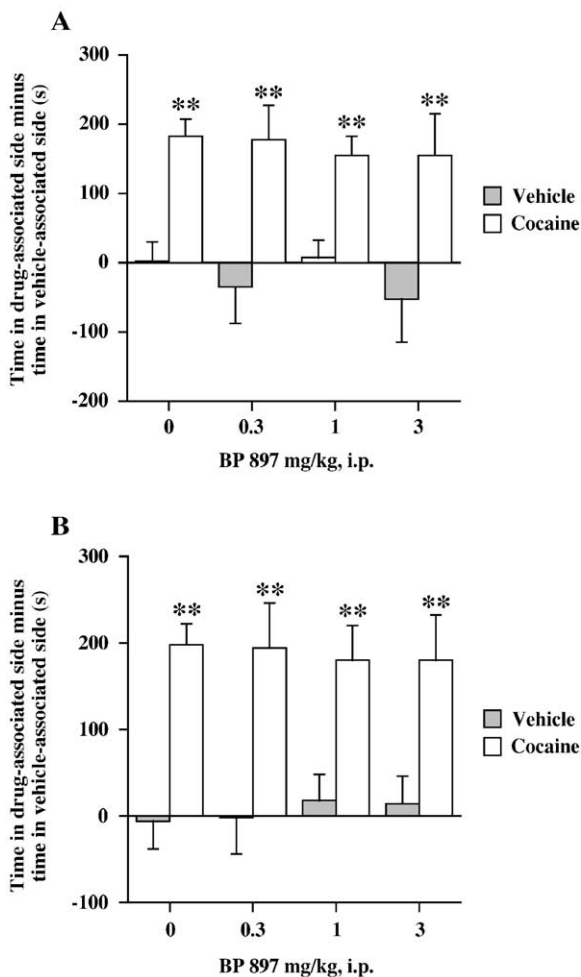 A
Time in drug-associated side minus
time in vehicle-associated side (s)
300
200
100
0
-100
-200
** ** ** **
Vehicle
Cocaine
0 0.3 1 3
BP 897 mg/kg, i.p.
B
Time in drug-associated side minus
time in vehicle-associated side (s)
300
200
100
0
-100
** ** ** **
Vehicle
Cocaine
0 0.3 1 3
BP 897 mg/kg, i.p.